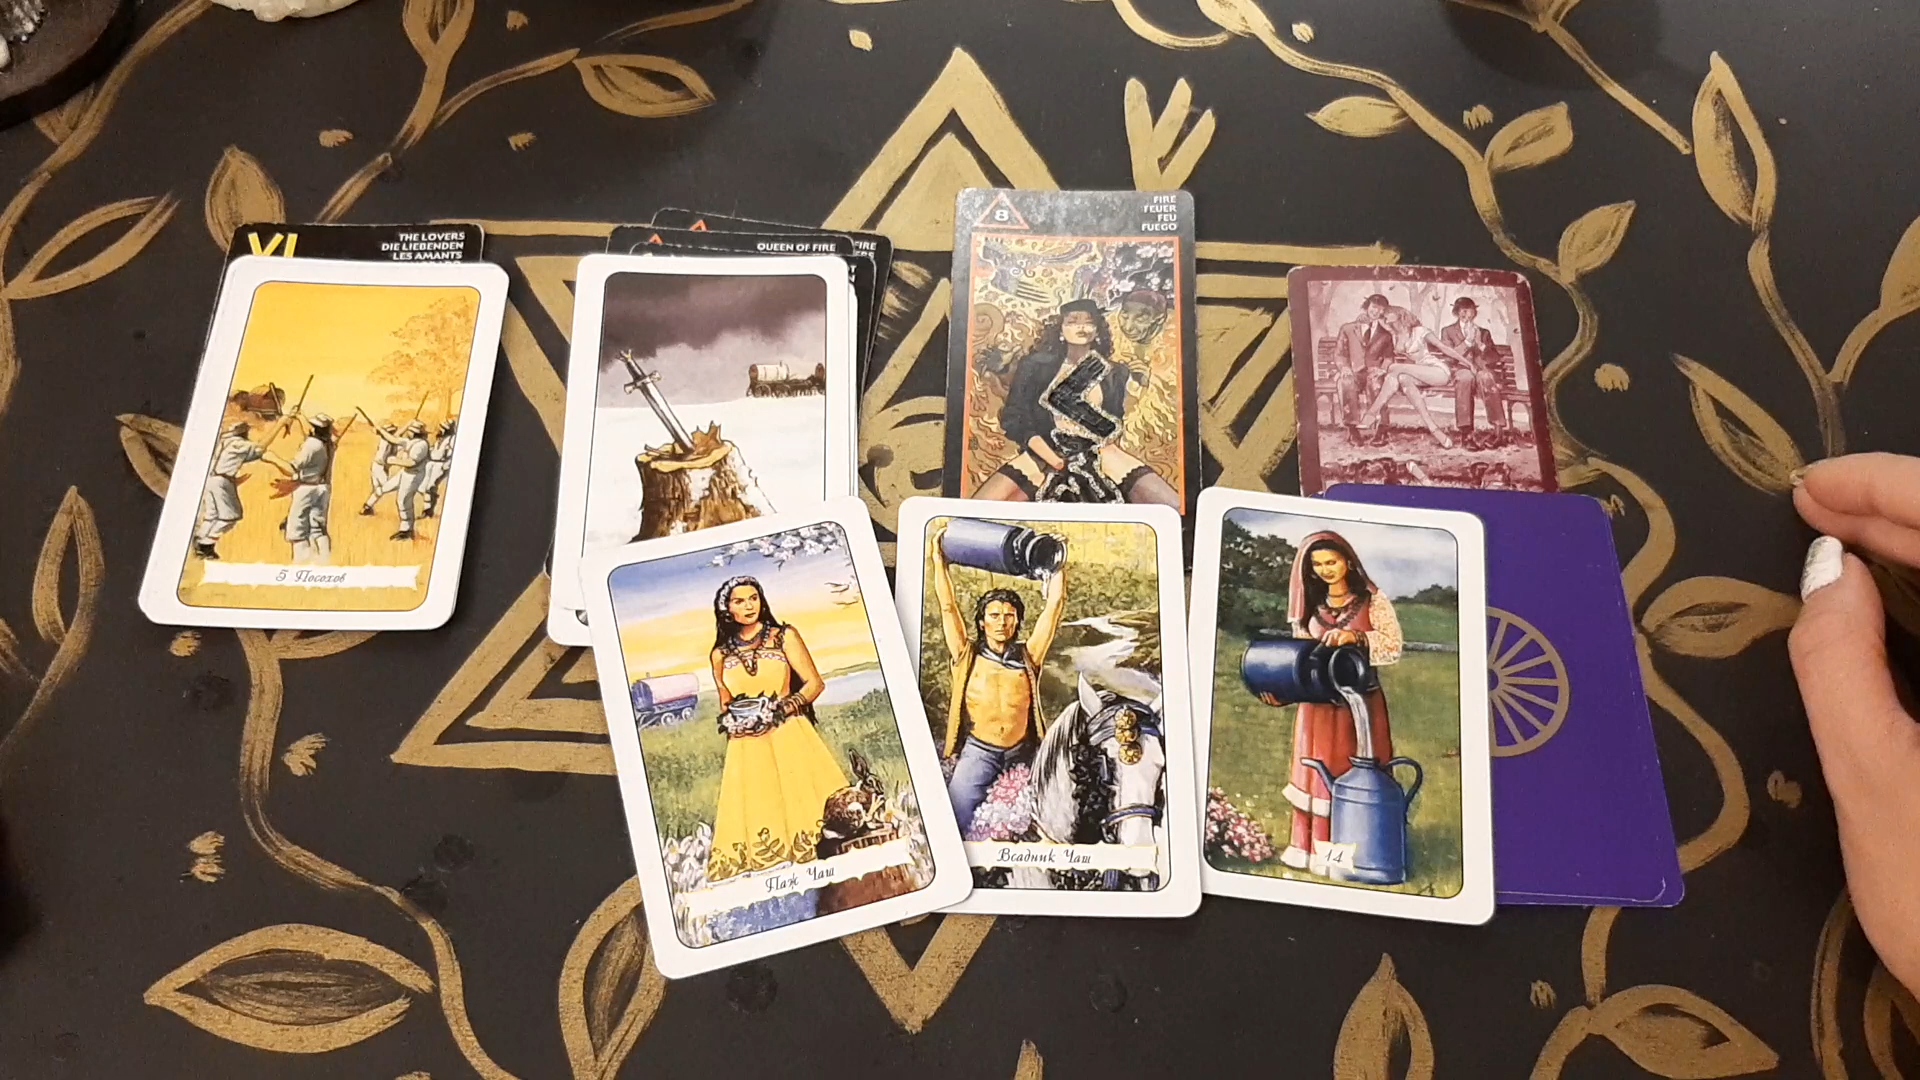 VI
THE LOVERS
DIE LIEBENDEN
LES AMANTS
QUEEN OF FIRE
FIRE
8
FIRE
FEUER
FEU
FUEGO
5 Посохов
Паж Чаш
Всадник Чаш
14